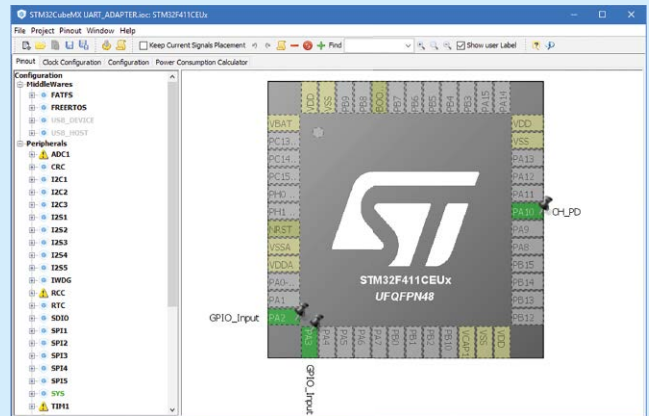 STM32CubeMX UART_ADAPTER.ioc: STM32F411CEUx
File Project Pinout Window Help
Keep Current Signals Placement Find Show user Label
Pinout Clock Configuration Configuration Power Consumption Calculator
Configuration
MiddleWares
FATFS
FREERTOS
USB_DEVICE
USB_HOST
Peripherals
ADC1
CRC
I2C1
I2C2
I2C3
I2S1
I2S2
I2S3
I2S4
I2S5
IWDG
RCC
RTC
SDIO
SPI1
SPI2
SPI3
SPI4
SPI5
SYS
TIM1
VDD
VSS
PB9
PB8
BOO..
PB7
PB6
PB5
PB4
PB3
PA15
PA14
VBAT
PC13..
PC14..
PC15..
PH0 ..
PH1 ..
NRST
VSSA
VDDA
PA0-..
PA1
GPIO_Input PA2
VDD
VSS
PA13
PA12
PA11
PA10 CH_PD
PA9
PA8
PB15
PB14
PB13
PB12
ST
STM32F411CEUx
UFQFPN48
PA3
PA4
PA5
PA6
PA7
PB0
PB1
PB2
PB10
VCAP1
VSS
VDD
GPIO_Input